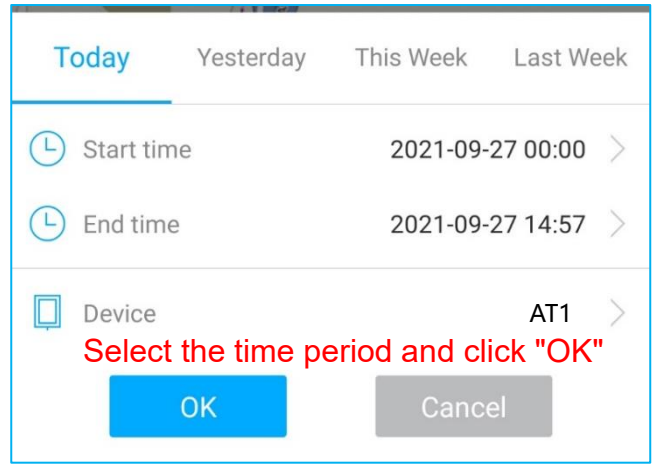 Today Yesterday This Week Last Week
Start time 2021-09-27 00:00
End time 2021-09-27 14:57
Device AT1
Select the time period and click "OK"
OK Cancel